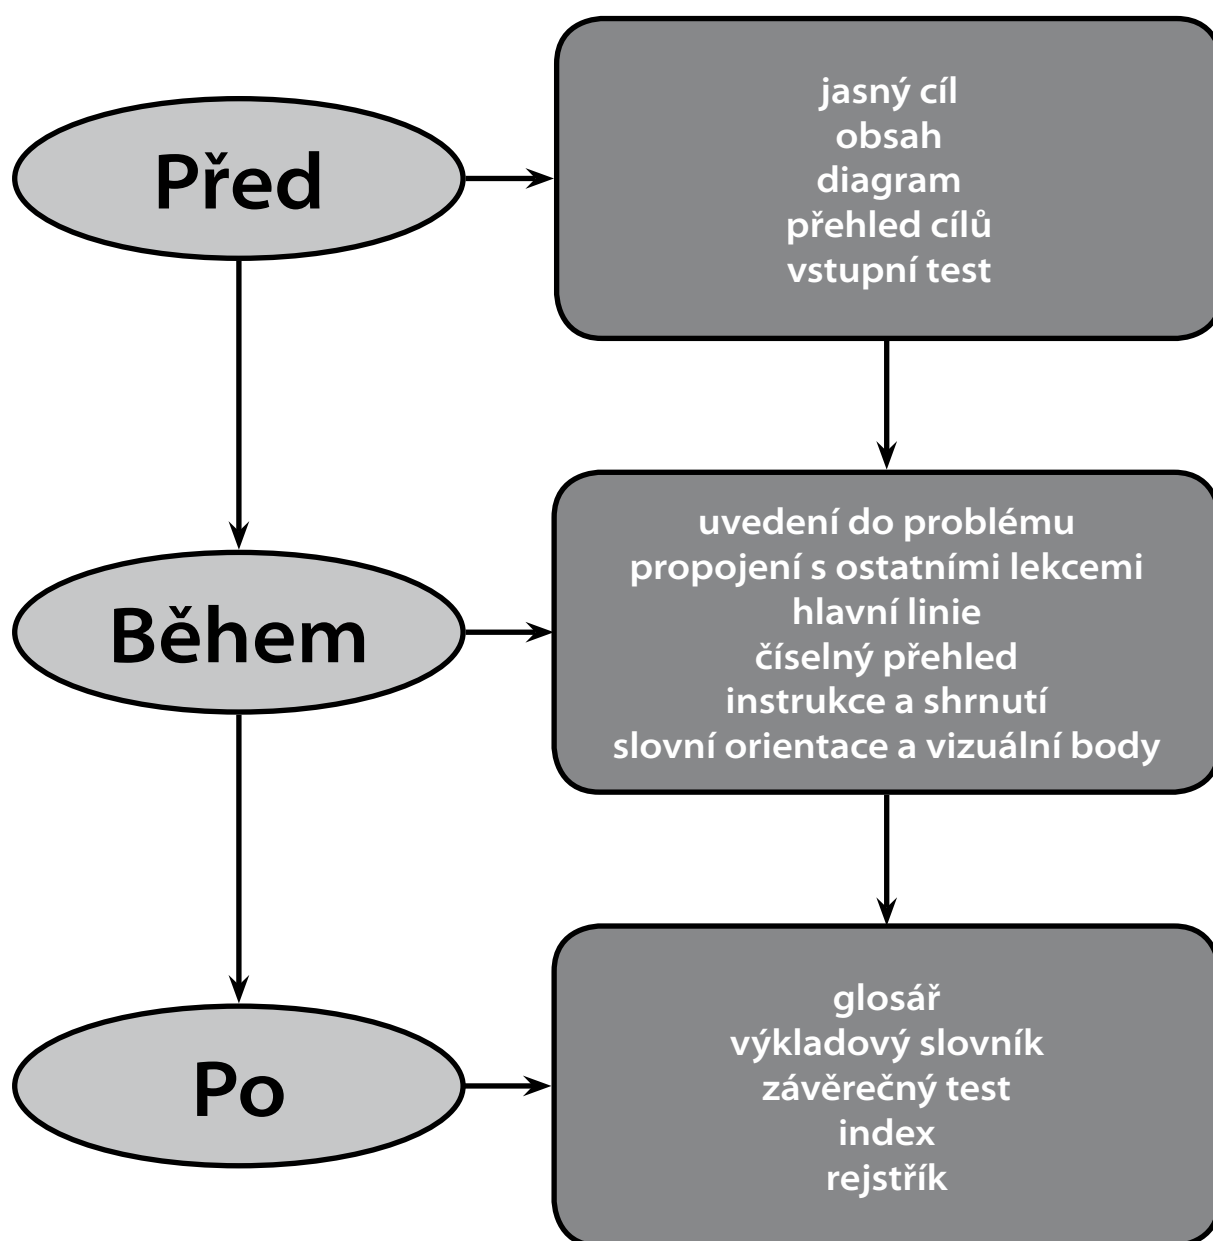 Před
jasný cíl
obsah
diagram
přehled cílů
vstupní test
Během
uvedení do problému
propojení s ostatními lekcemi
hlavní linie
číselný přehled
instrukce a shrnutí
slovní orientace a vizuální body
Po
glosář
výkladový slovník
závěrečný test
index
rejstřík